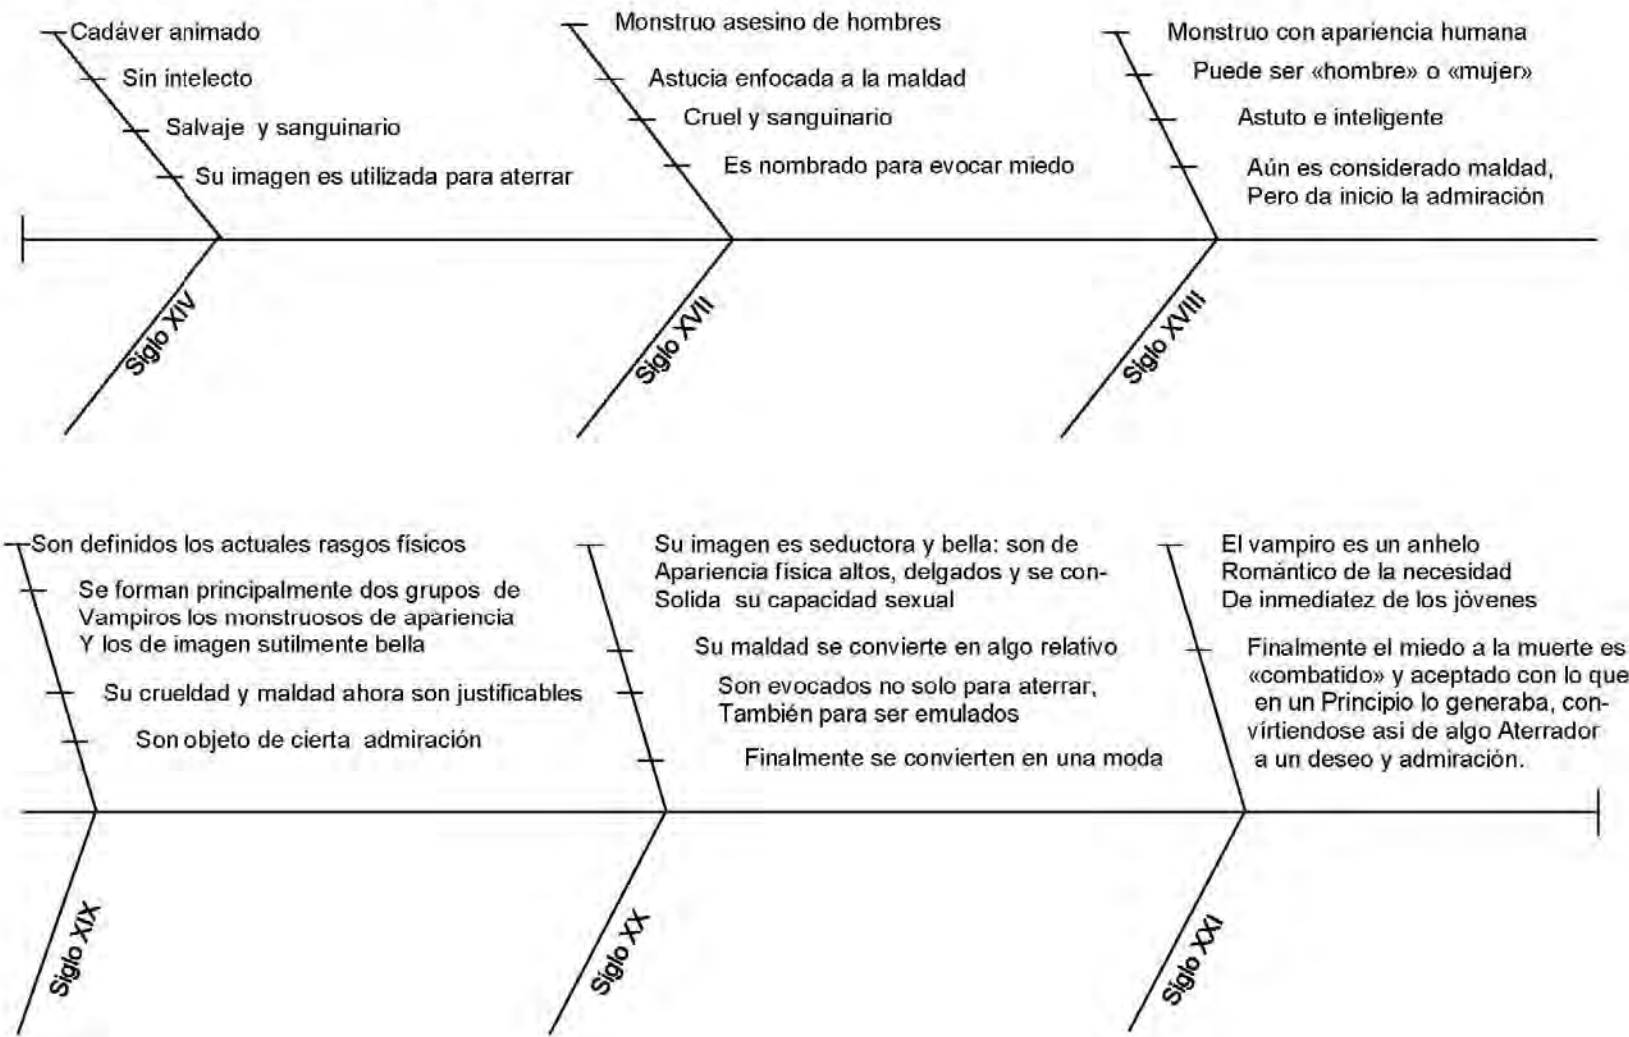 Cadáver animado
Sin intelecto
Salvaje y sanguinario
Su imagen es utilizada para aterrar
Siglo XIV
Monstruo asesino de hombres
Astucia enfocada a la maldad
Cruel y sanguinario
Es nombrado para evocar miedo
Siglo XVII
Monstruo con apariencia humana
Puede ser «hombre» o «mujer»
Astuto e inteligente
Aún es considerado maldad,
Pero da inicio la admiración
Siglo XVIII
Son definidos los actuales rasgos físicos
Se forman principalmente dos grupos de
Vampiros los monstruosos de apariencia
Y los de imagen sutilmente bella
Su crueldad y maldad ahora son justificables
Son objeto de cierta admiración
Siglo XIX
Su imagen es seductora y bella: son de
Apariencia física altos, delgados y se con-
Solida su capacidad sexual
Su maldad se convierte en algo relativo
Son evocados no solo para aterrar,
También para ser emulados
Finalmente se convierten en una moda
Siglo XX
El vampiro es un anhelo
Romántico de la necesidad
De inmediatez de los jóvenes
Finalmente el miedo a la muerte es
«combatido» y aceptado con lo que
en un Principio lo generaba, con-
virtiendose asi de algo Aterrador
a un deseo y admiración.
Siglo XXI